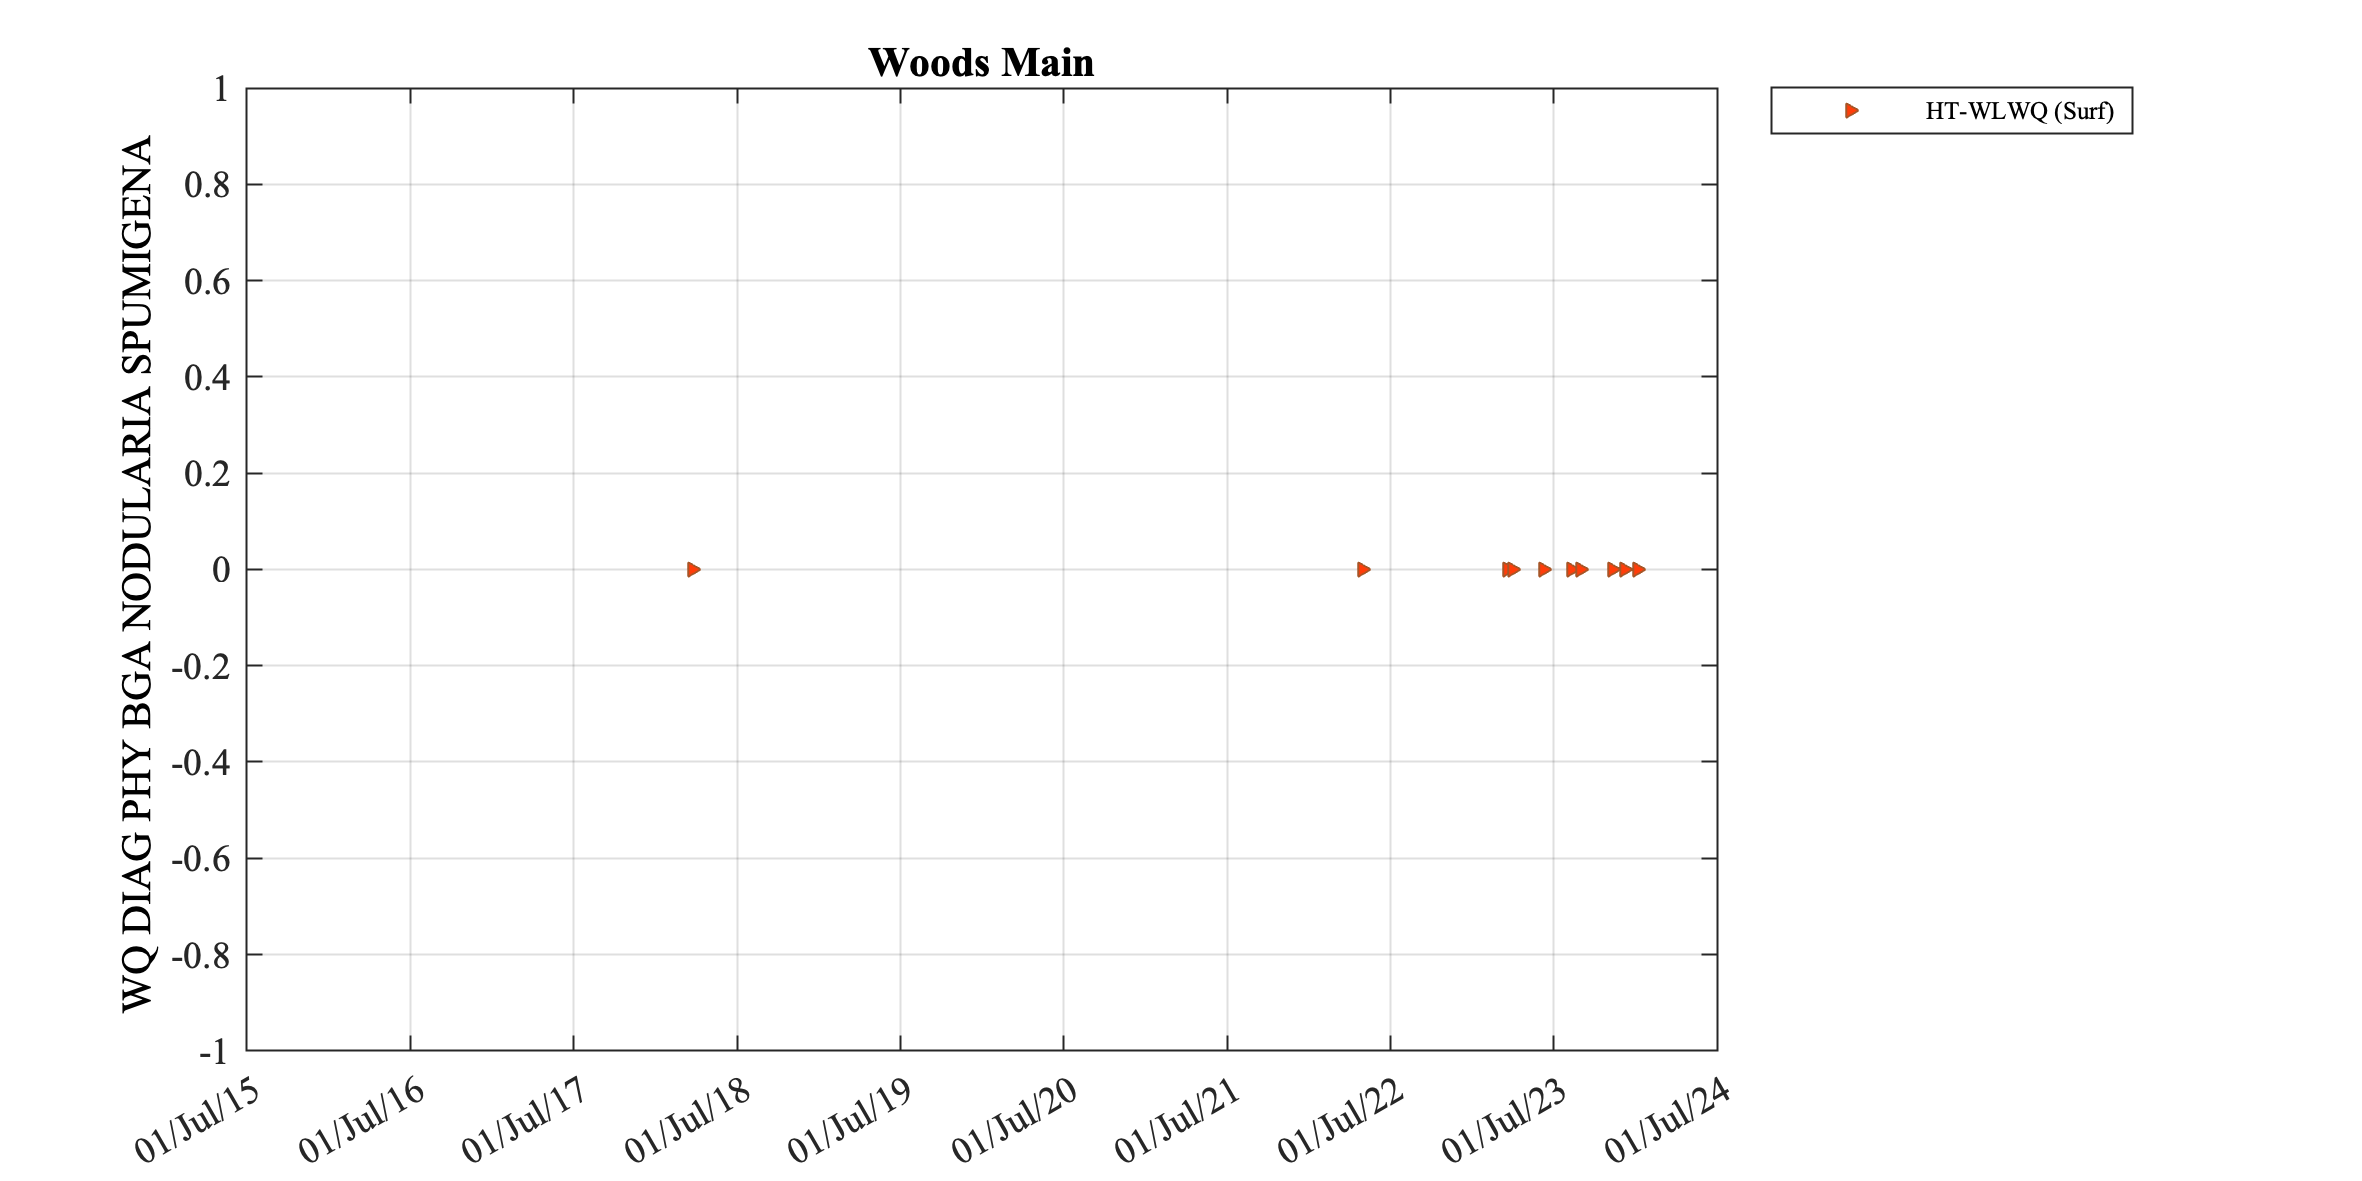 Woods Main
HT-WLWQ (Surf)
WQ DIAG PHY BGA NODULARIA SPUMIGENA
1
0.8
0.6
0.4
0.2
0
-0.2
-0.4
-0.6
-0.8
-1
01/Jul/15
01/Jul/16
01/Jul/17
01/Jul/18
01/Jul/19
01/Jul/20
01/Jul/21
01/Jul/22
01/Jul/23
01/Jul/24